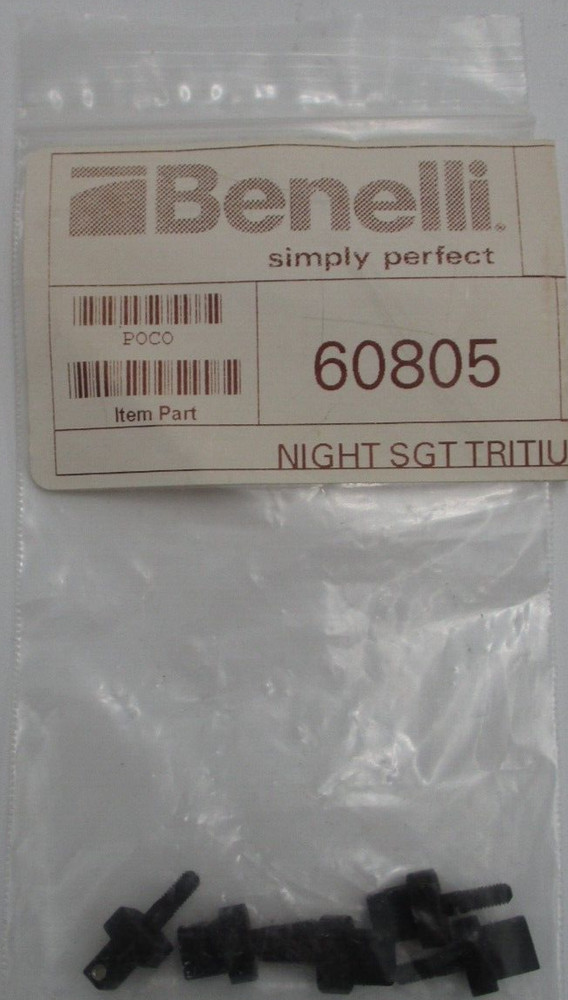 Benelli®
simply perfect
POCO
60805
Item Part
NIGHT SGT TRITIU